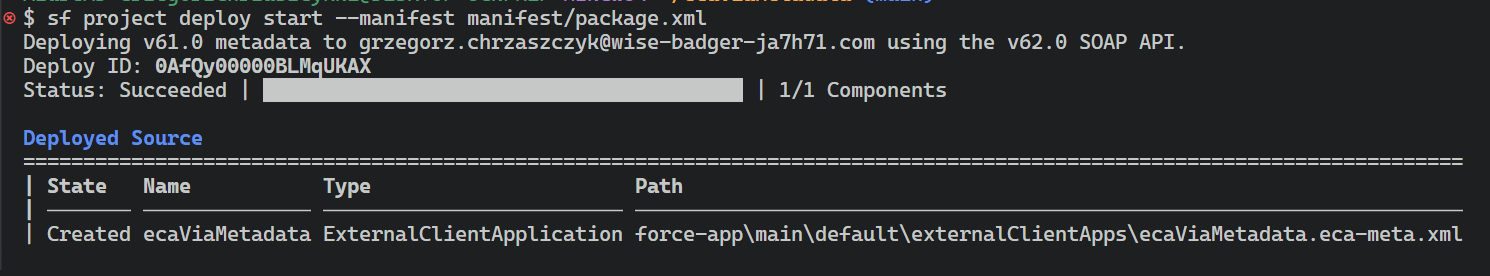 $ sf project deploy start --manifest manifest/package.xml
Deploying v61.0 metadata to grzegorz.chrzaszczyk@wise-badger-ja7h71.com using the v62.0 SOAP API.
Deploy ID: 0AfQy00000BLMqUKAX
Status: Succeeded | | 1/1 Components
Deployed Source
========================================================================================================================
| State Name Type Path
| Created ecaViaMetadata ExternalClientApplication force-app\main\default\externalClientApps\ecaViaMetadata.eca-meta.xml